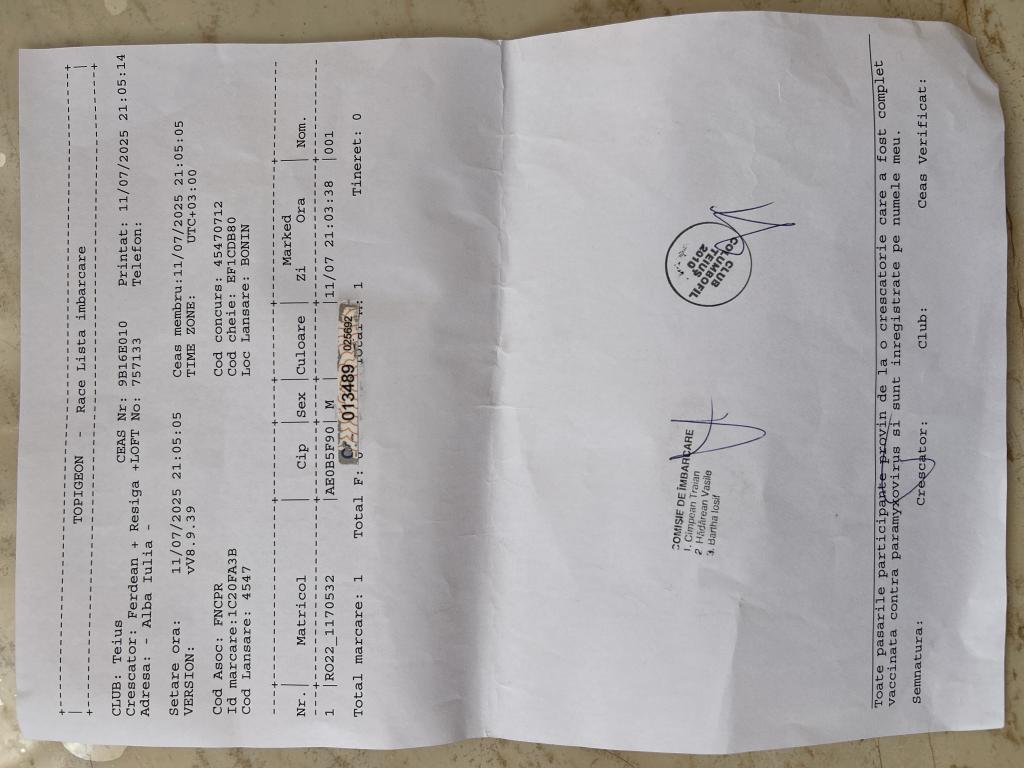 +------------------------------------------------------------------------------+
| TOPIGEON - Race Lista imbarcare |
+------------------------------------------------------------------------------+
CLUB: Teius CEAS Nr: 9B16E010 Printat: 11/07/2025 21:05:14
Crescator: Ferdean + Resiga +LOFT No: 757133 Telefon:
Adresa: - Alba Iulia -
Setare ora: 11/07/2025 21:05:05 Ceas membru:11/07/2025 21:05:05
VERSION: vV8.9.39 TIME ZONE: UTC+03:00
Cod Asoc: FNCPR Cod concurs: 45470712
Id marcare:1C20FA3B Cod cheie: EF1CDB80
Cod Lansare: 4547 Loc Lansare: BONIN
Marked
Nr.| Matricol | Cip |Sex |Culoare | Zi Ora | Nom.
1 |RO22_1170532 |AE0B5F90| M |11/07 21:03:38 |001
013489 026692
Total marcare: 1 Total F: 0 1 Tineret: 0
COMISIE DE ÎMBARCARE
1. Cîmpean Traian
2. Hădărean Vasile
3. Bartha Iosif
CLUB
COLUMBOFIL
TEIUȘ
2010
Toate pasarile participante provin de la o crescatorie care a fost complet
vaccinata contra paramyxovirus si sunt inregistrate pe numele meu.
Semnatura: Crescator: Club: Ceas Verificat: